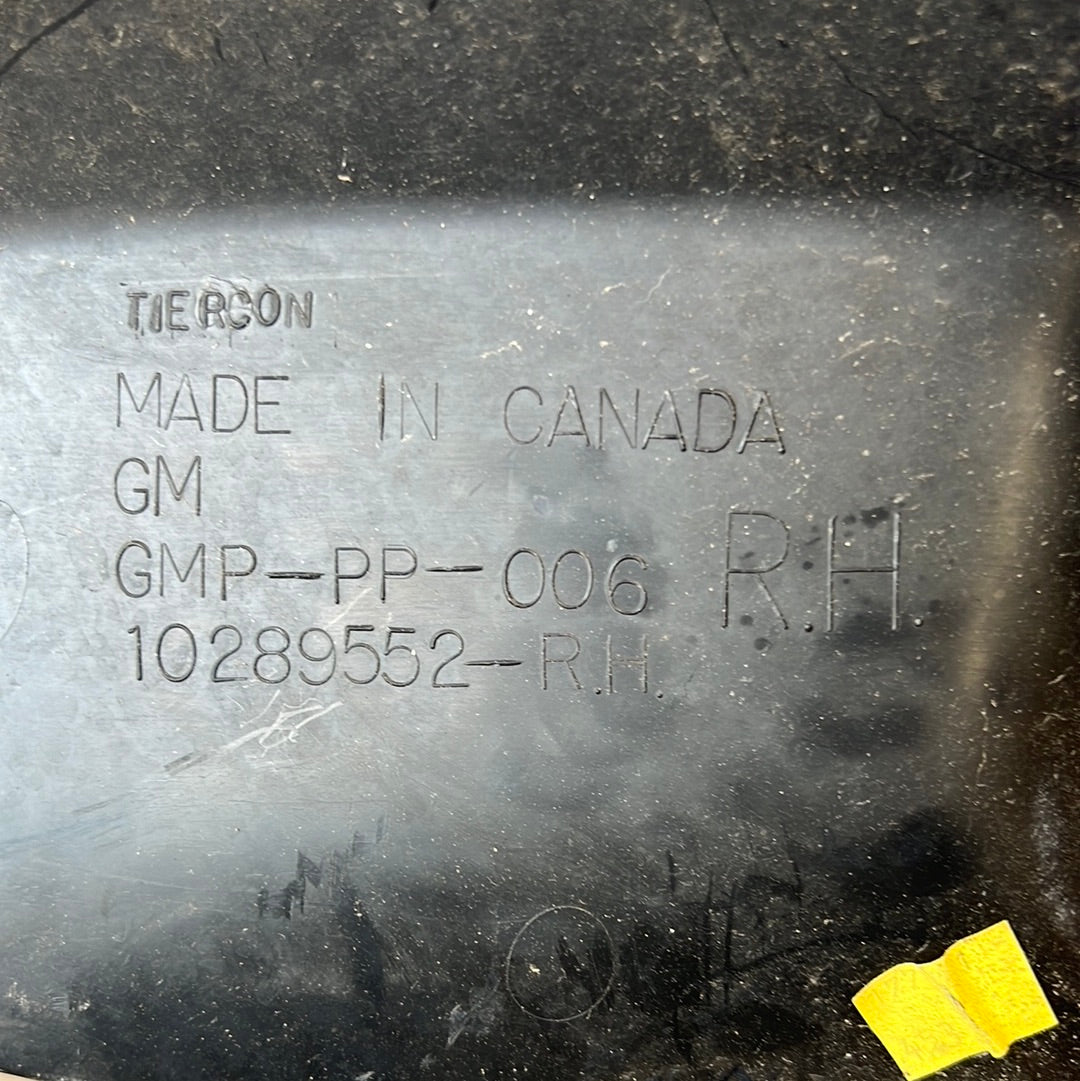 TIERCON
MADE IN CANADA
GM
GMP-PP-006 R.H.
10289552-R.H.